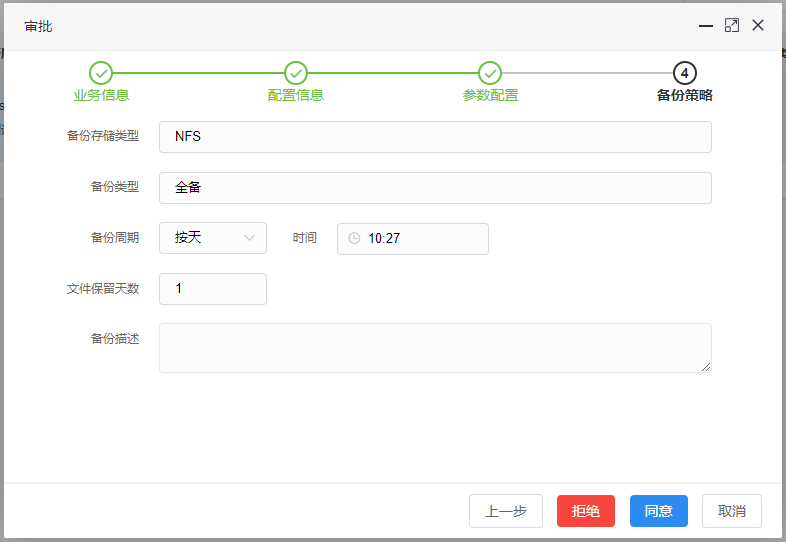 审批
4
业务信息 配置信息 参数配置 备份策略
备份存储类型 NFS
备份类型 全备
备份周期 按天 时间 10:27
文件保留天数 1
备份描述
上一步 拒绝 同意 取消